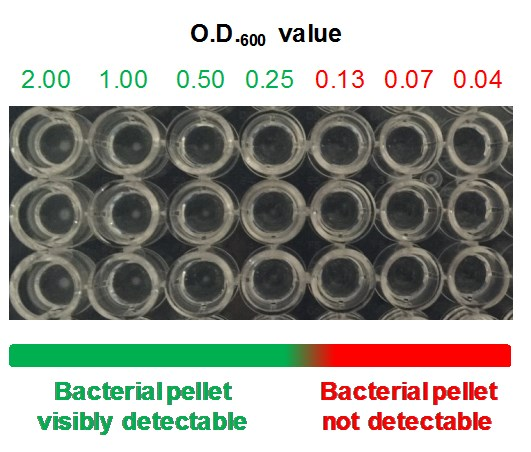 O.D.600 value
2.00 1.00 0.50 0.25 0.13 0.07 0.04
Bacterial pellet Bacterial pellet
visibly detectable not detectable